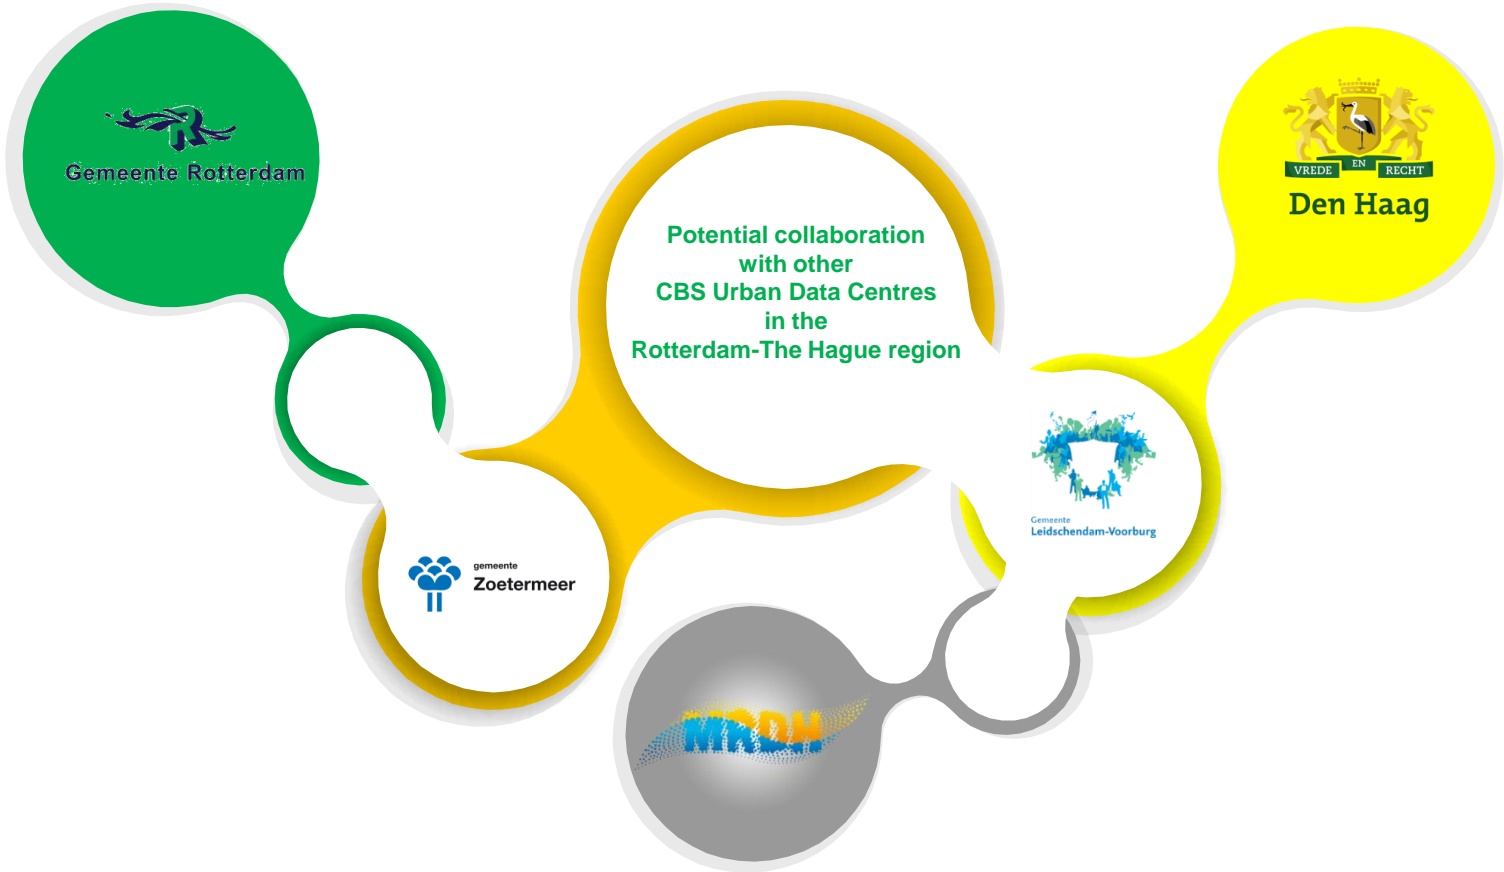 Gemeente Rotterdam
Potential collaboration
with other
CBS Urban Data Centres
in the
Rotterdam-The Hague region
VREDE EN RECHT
Den Haag
Gemeente
Leidschendam-Voorburg
gemeente
Zoetermeer
MRDH